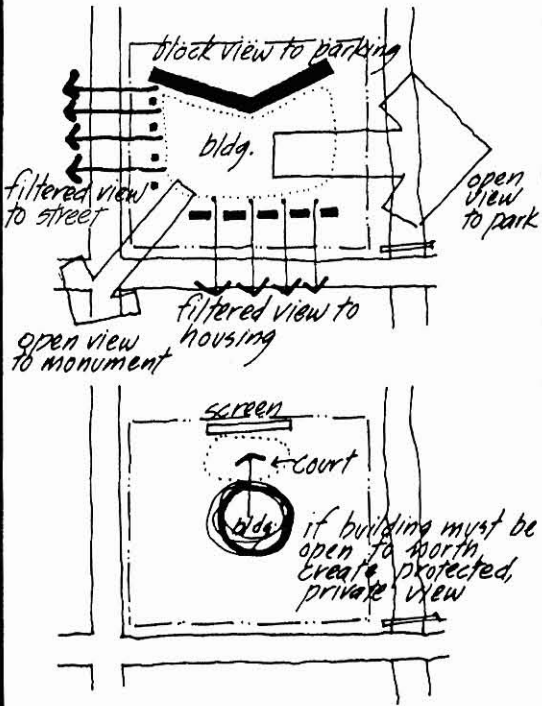 block view to parking
bldg.
filtered view
to street
open
view
to park
filtered view to
housing
open view
to monument
screen
court
bldg.
if building must be
open to north
create protected,
private view